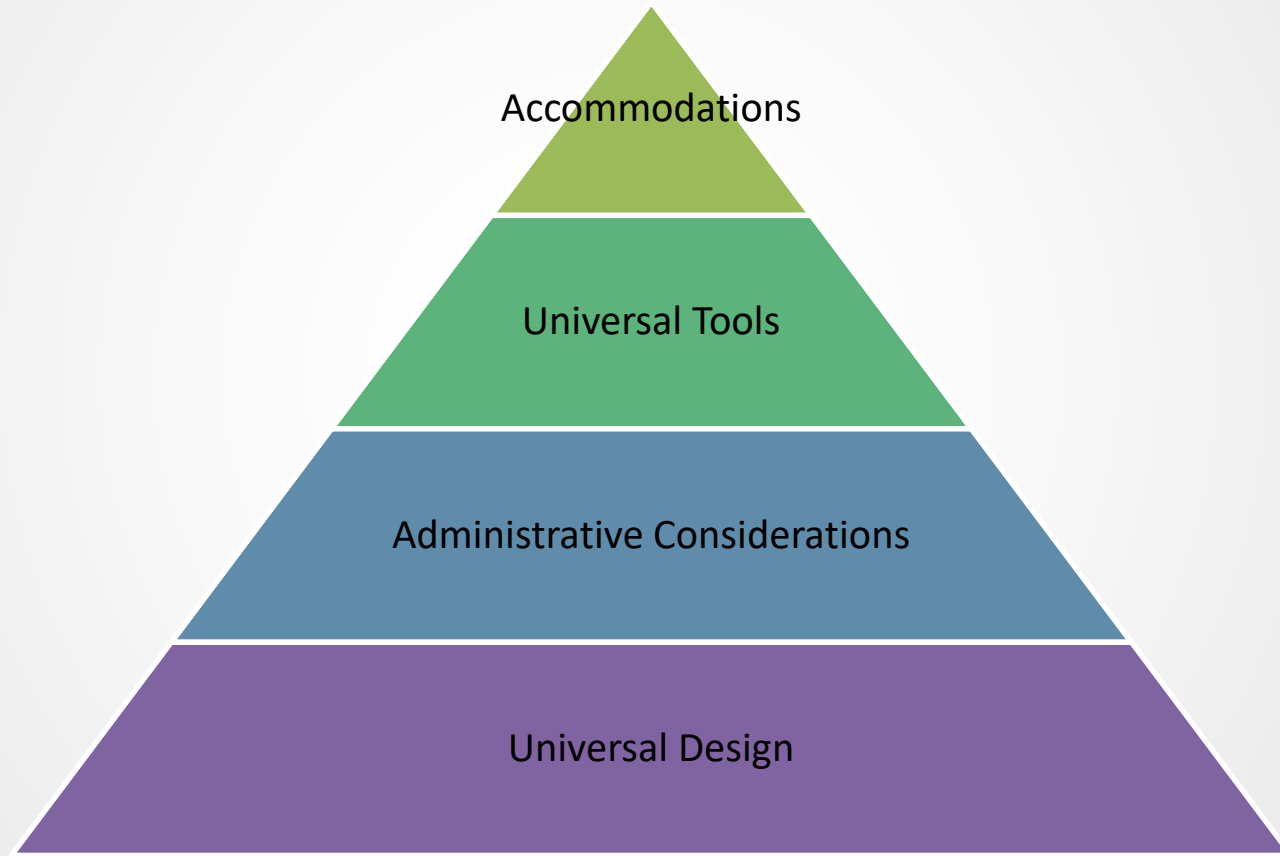 Accommodations
Universal Tools
Administrative Considerations
Universal Design